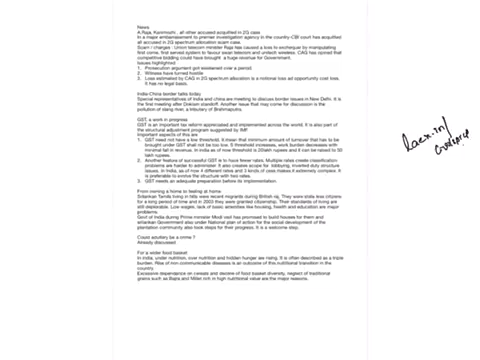 News
A Raja, Kanimozhi , all other accused acquitted in 2G
In a major embarrassment to premier investigation agency in the country-CBI court has acquitted
all accused in 2G spectrum allocation scam case.
Scam / charges : Union telecom minister Raja has caused a loss to exchequer by manipulating
first come, first served system to favour swan telecom and unitech wireless. CAG has opined that
competitive bidding could have brought a huge revenue for Government.
Issues highlighted
1. Prosecution argument got weakened over a period
2. Witness have turned hostile
3. Loss estimated by CAG in 2G spectrum allocation is a notional loss ad opportunity cost loss.
It has no legal basis.
India-China border talks today
Special representatives of India and china are meeting to discuss border issues in New Delhi. It is
the first meeting after Doklam standoff. Another issue that may come for discussion is the
pollution of siang river, a tributary of Brahmaputra.
GST, a work in progress
GST is an important tax reform appreciated and implemented across the world. It is also part of
the structural adjustment program suggested by IMF
Important aspects of this are
1. GST need not have a low threshold. It mean that minimum amount of turnover that has to be
brought under GST shall not be too low. If threshold increases, work burden decreases with
minimal fall in revenue. In India as of now threshold is 20lakh rupees and it can be raised to 50
lakh rupees.
2. Another feature of successful GST is to have fewer rates. Multiple rates create classification
problems are harder to administer. It also creates scope for lobbying, inverted duty structure
issues. In India, as of now 4 different rates and 3 kinds of cess makes it extremely complex. It
is preferable to evolve the structure with two rates.
3. GST needs an adequate preparation before its implementation.
From owning a home to feeling at home
Srilankan Tamils living in hills were recent migrants during British raj. They were state less citizens
for a long period of time and in 2003 they were granted citizenship. Their standards of living are
still deplorable. Low wages, lack of basic amenities like housing, health and education are major
problems.
Govt of India during Prime minister Modi visit has promised to build houses for them and
srilankan Government also under National plan of action for the social development of the
plantation community also took steps for their progress. It is a welcome step.
Could adultery be a crime ?
Already discussed
For a wider food basket
In India, under nutrition, over nutrition and hidden hunger are rising. It is often described as a triple
burden. Rise of non communicable diseases is an outcome of this nutritional transition in the
country.
Excessive dependence on cereals and decline of food basket diversity, neglect of traditional
grains such as Bajra and Millet rich in high nutritional value are the major reasons.